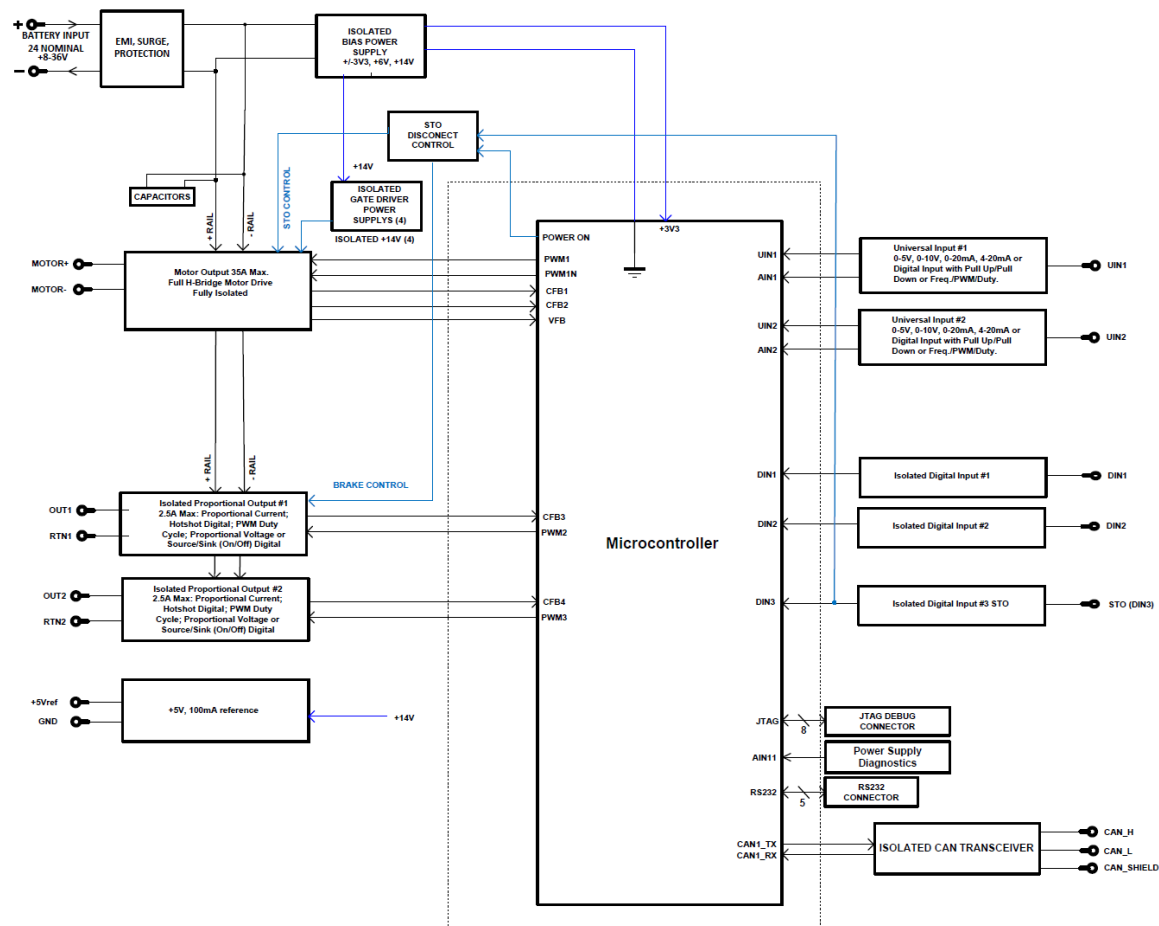 +
BATTERY INPUT
24 NOMINAL
+8-36V
−
EMI, SURGE,
PROTECTION
ISOLATED
BIAS POWER
SUPPLY
+/-3V3, +6V, +14V
STO
DISCONECT
CONTROL
+14V
ISOLATED
GATE DRIVER
POWER
SUPPLYS (4)
ISOLATED +14V (4)
STO CONTROL
CAPACITORS
+ RAIL
- RAIL
MOTOR+
MOTOR-
Motor Output 35A Max.
Full H-Bridge Motor Drive
Fully Isolated
+ RAIL
- RAIL
BRAKE CONTROL
OUT1
RTN1
Isolated Proportional Output #1
2.5A Max: Proportional Current;
Hotshot Digital; PWM Duty
Cycle; Proportional Voltage or
Source/Sink (On/Off) Digital
OUT2
RTN2
Isolated Proportional Output #2
2.5A Max: Proportional Current;
Hotshot Digital; PWM Duty
Cycle; Proportional Voltage or
Source/Sink (On/Off) Digital
+5Vref
GND
+5V, 100mA reference
+14V
+3V3
POWER ON
PWM1
PWM1N
CFB1
CFB2
VFB
CFB3
PWM2
CFB4
PWM3
Microcontroller
UIN1
AIN1
UIN2
AIN2
DIN1
DIN2
DIN3
JTAG
AIN11
RS232
CAN1_TX
CAN1_RX
Universal Input #1
0-5V, 0-10V, 0-20mA, 4-20mA or
Digital Input with Pull Up/Pull
Down or Freq./PWM/Duty.
UIN1
Universal Input #2
0-5V, 0-10V, 0-20mA, 4-20mA or
Digital Input with Pull Up/Pull
Down or Freq./PWM/Duty.
UIN2
Isolated Digital Input #1
DIN1
Isolated Digital Input #2
DIN2
Isolated Digital Input #3 STO
STO (DIN3)
8
JTAG DEBUG
CONNECTOR
Power Supply
Diagnostics
5
RS232
CONNECTOR
ISOLATED CAN TRANSCEIVER
CAN_H
CAN_L
CAN_SHIELD